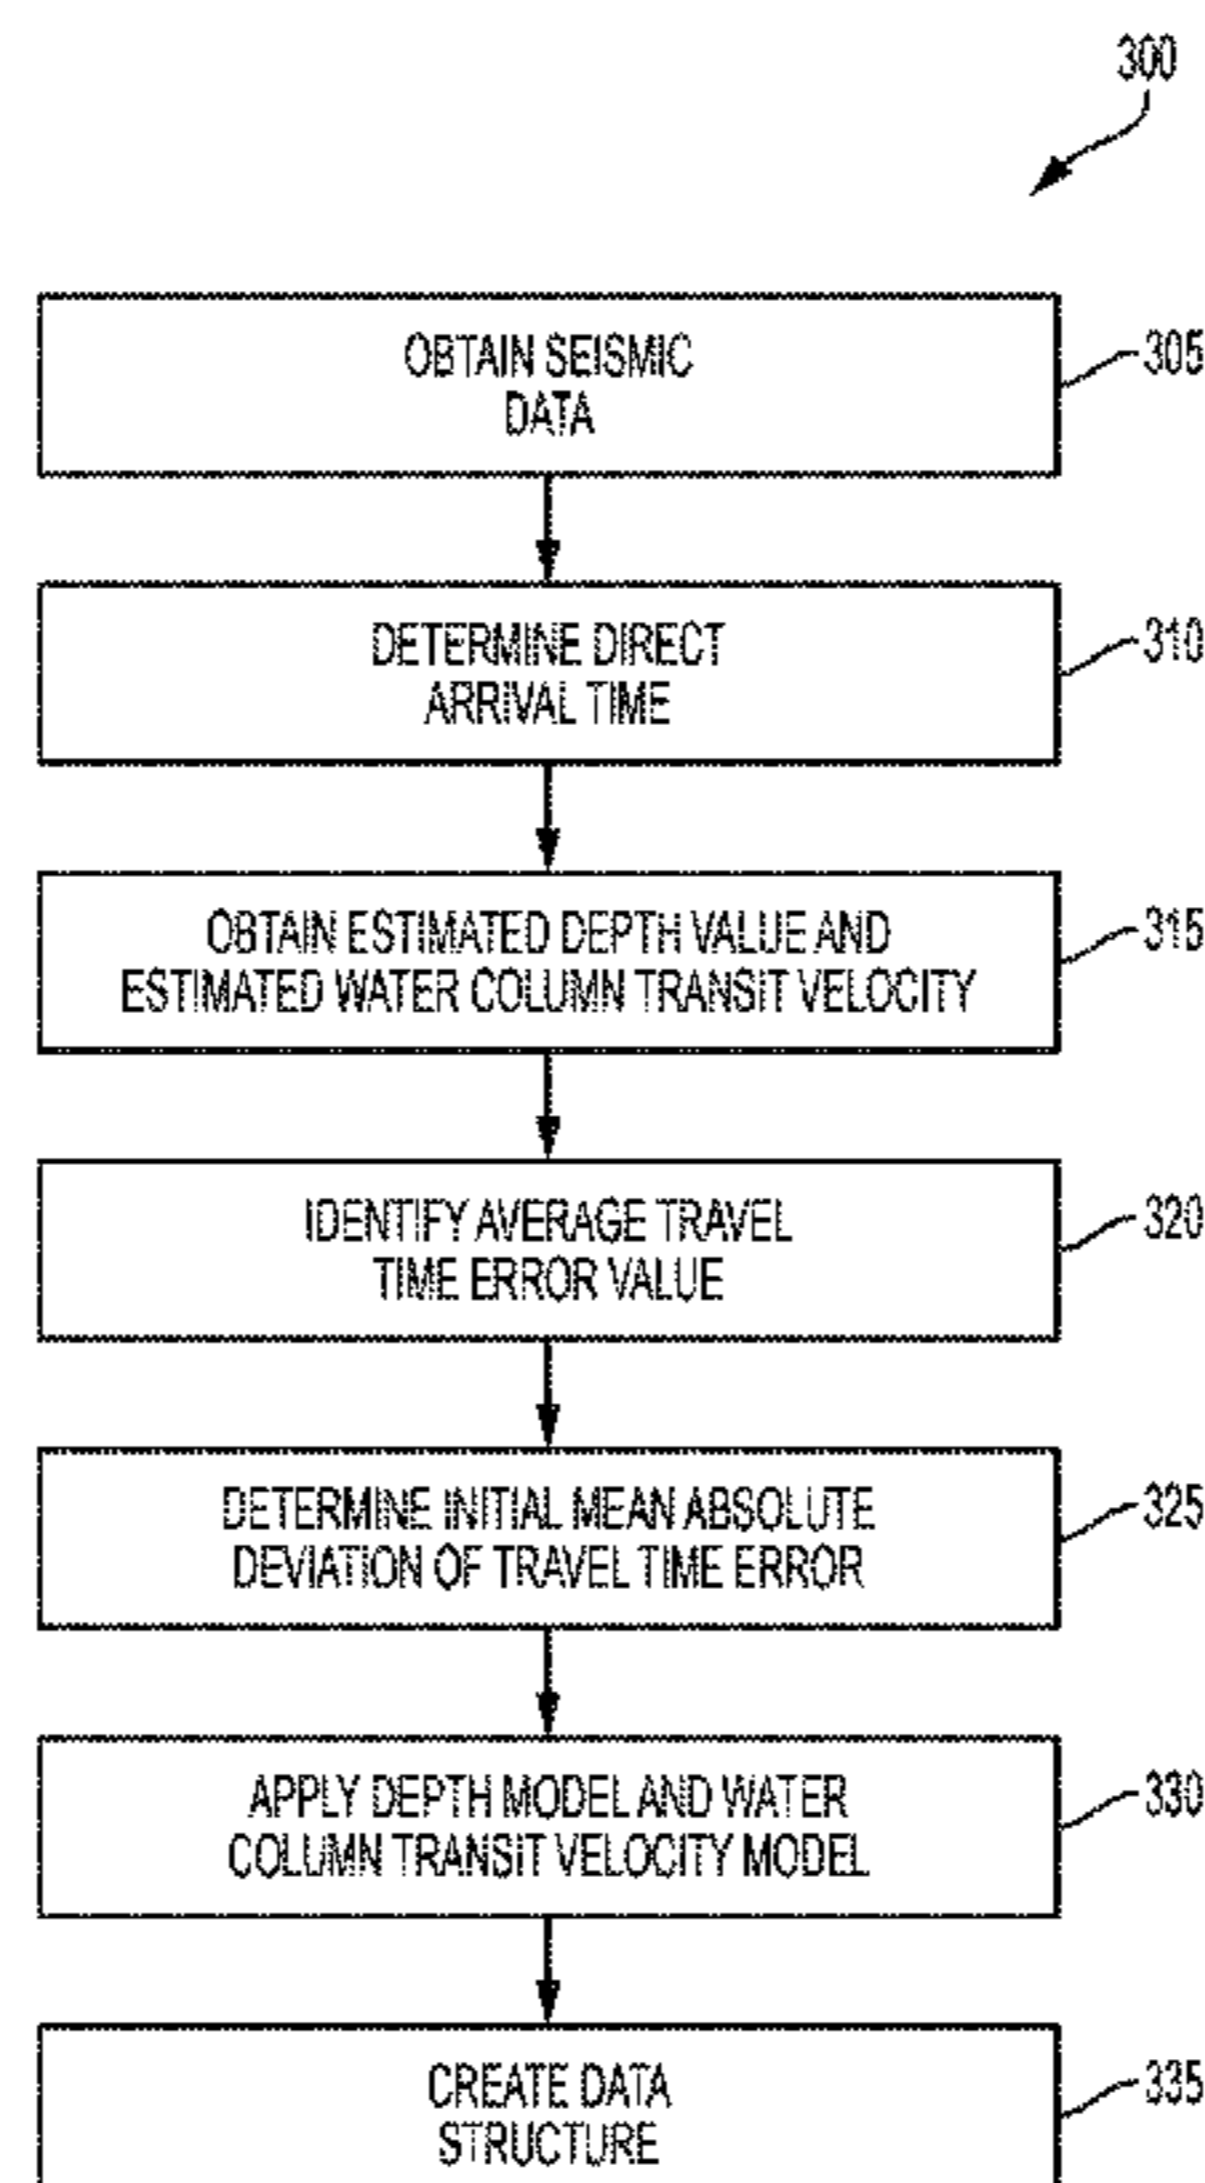 300
OBTAIN SEISMIC
DATA
305
DETERMINE DIRECT
ARRIVAL TIME
310
OBTAIN ESTIMATED DEPTH VALUE AND
ESTIMATED WATER COLUMN TRANSIT VELOCITY
315
IDENTIFY AVERAGE TRAVEL
TIME ERROR VALUE
320
DETERMINE INITIAL MEAN ABSOLUTE
DEVIATION OF TRAVEL TIME ERROR
325
APPLY DEPTH MODEL AND WATER
COLUMN TRANSIT VELOCITY MODEL
330
CREATE DATA
STRUCTURE
335